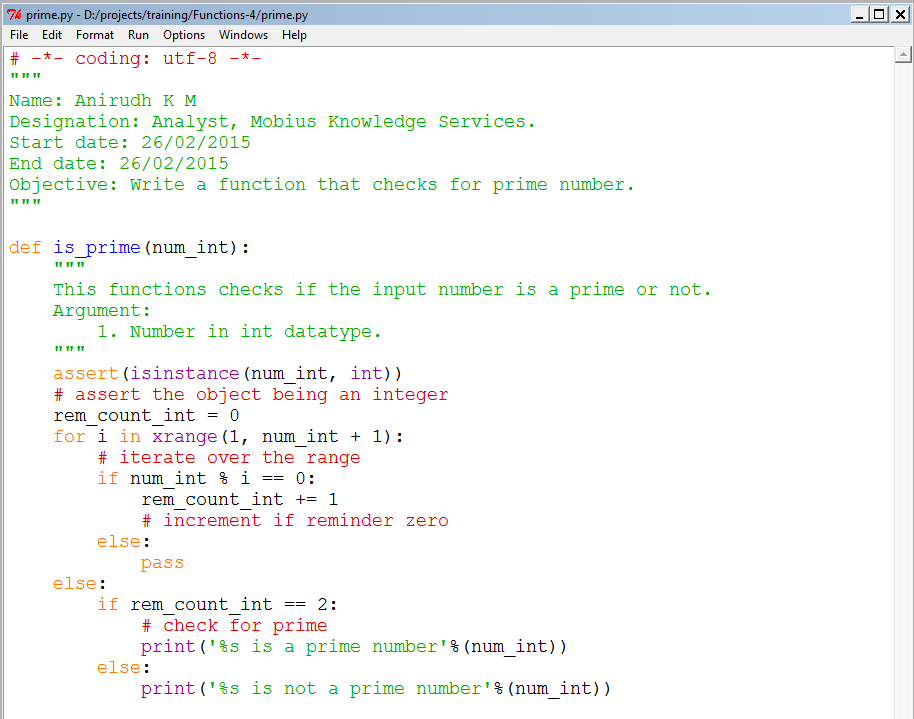 prime.py - D:/projects/training/Functions-4/prime.py
File Edit Format Run Options Windows Help
# -*- coding: utf-8 -*-
"""
Name: Anirudh K M
Designation: Analyst, Mobius Knowledge Services.
Start date: 26/02/2015
End date: 26/02/2015
Objective: Write a function that checks for prime number.
"""

def is_prime(num_int):
    """
    This functions checks if the input number is a prime or not.
    Argument:
        1. Number in int datatype.
    """
    assert(isinstance(num_int, int))
    # assert the object being an integer
    rem_count_int = 0
    for i in xrange(1, num_int + 1):
        # iterate over the range
        if num_int % i == 0:
            rem_count_int += 1
            # increment if reminder zero
        else:
            pass
    else:
        if rem_count_int == 2:
            # check for prime
            print('%s is a prime number'%(num_int))
        else:
            print('%s is not a prime number'%(num_int))